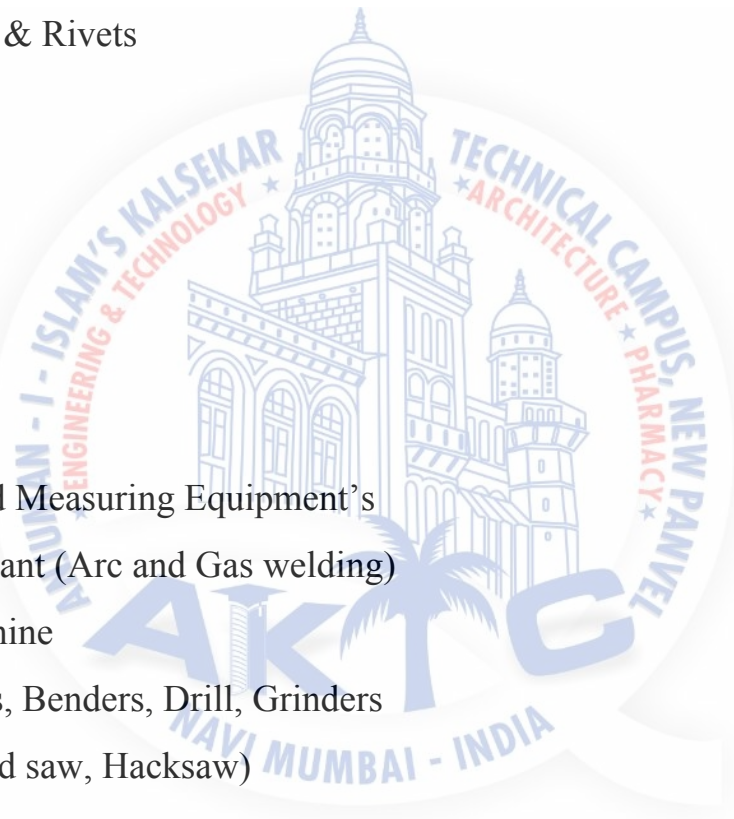 & Rivets
ANJUMAN - I - ISLAM'S KALSEKAR TECHNICAL CAMPUS, NEW PANVEL
ENGINEERING & TECHNOLOGY ★ ★ ARCHITECTURE ★ PHARMACY ★
d Measuring Equipment's
ant (Arc and Gas welding)
hine
s, Benders, Drill, Grinders
d saw, Hacksaw)
AKTC
NAVI MUMBAI - INDIA